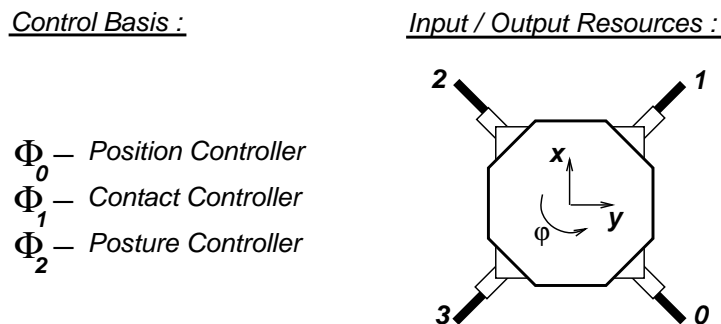 Control Basis :
Φ0 – Position Controller
Φ1 – Contact Controller
Φ2 – Posture Controller
Input / Output Resources :
2
1
x
y
φ
3
0